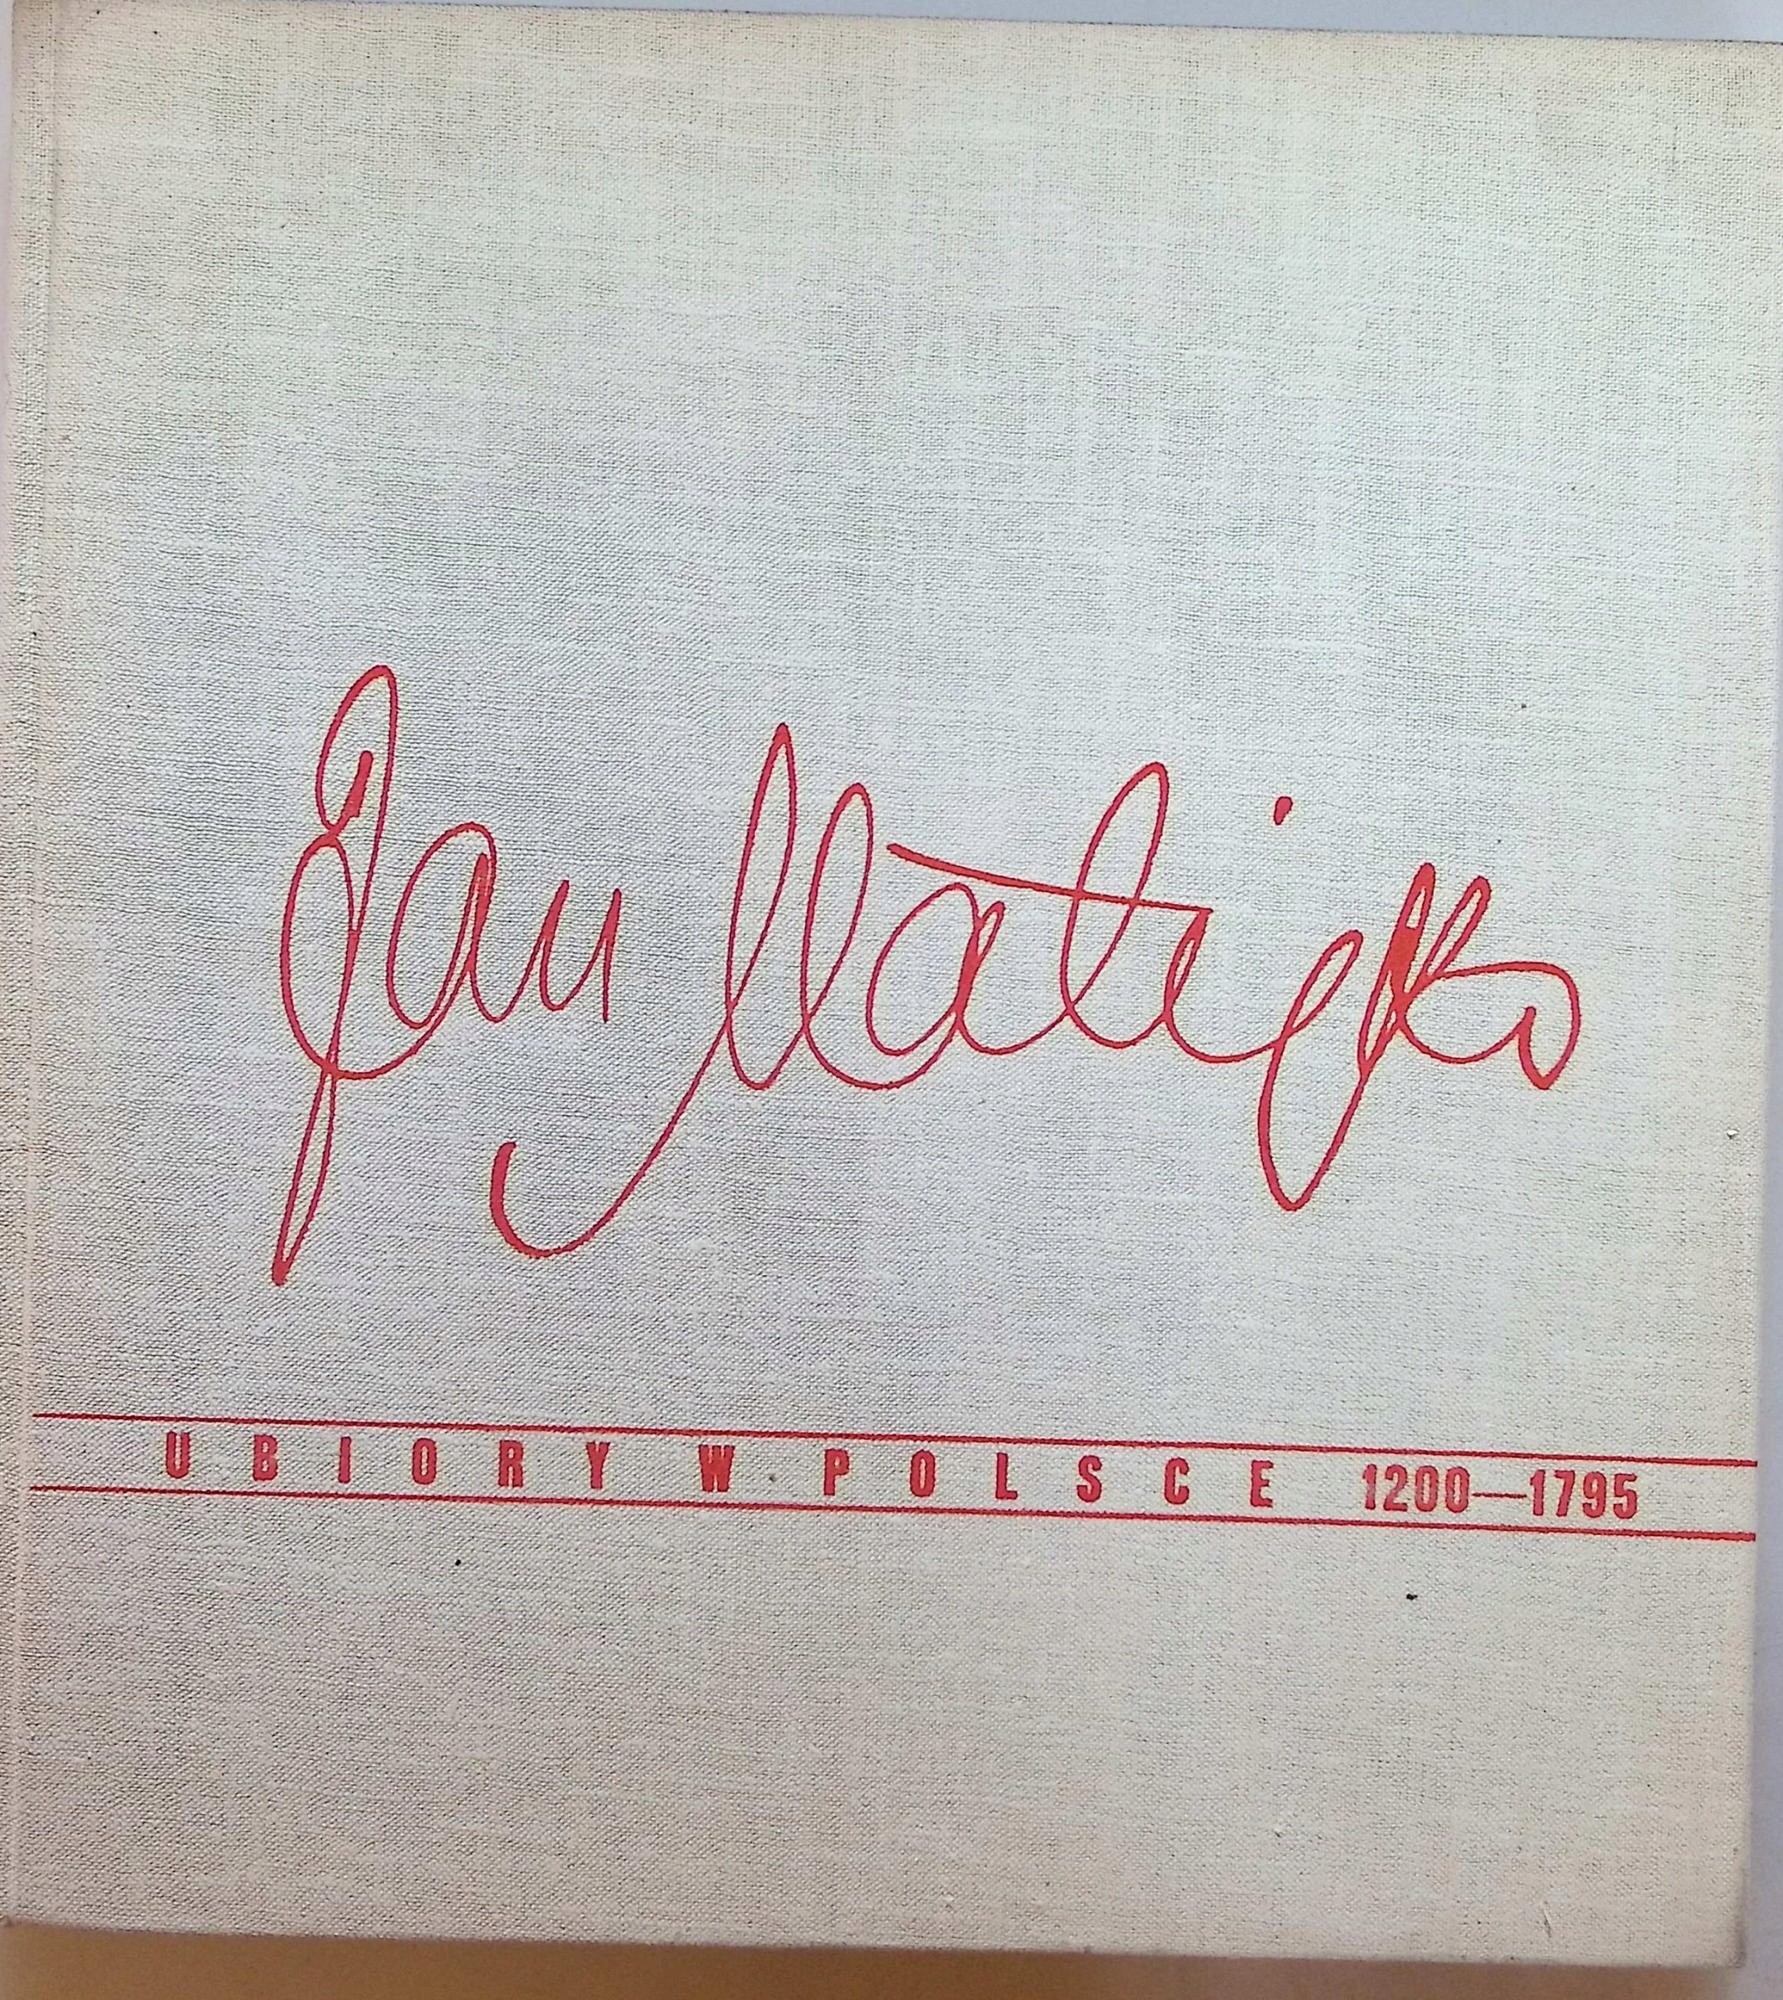 Jan Matejko
UBIORY W POLSCE 1200—1795